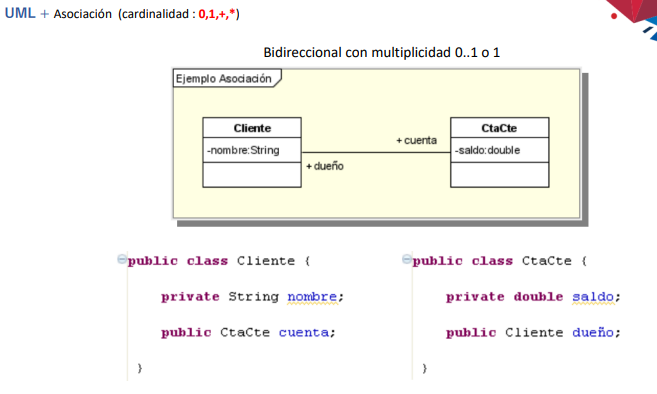 UML + Asociación (cardinalidad : 0,1,+,*)
Bidireccional con multiplicidad 0..1 o 1
Ejemplo Asociación
Cliente
-nombre:String
+ dueño
+ cuenta
CtaCte
-saldo:double
public class Cliente {
private String nombre;
public CtaCte cuenta;
}
public class CtaCte {
private double saldo;
public Cliente dueño;
}